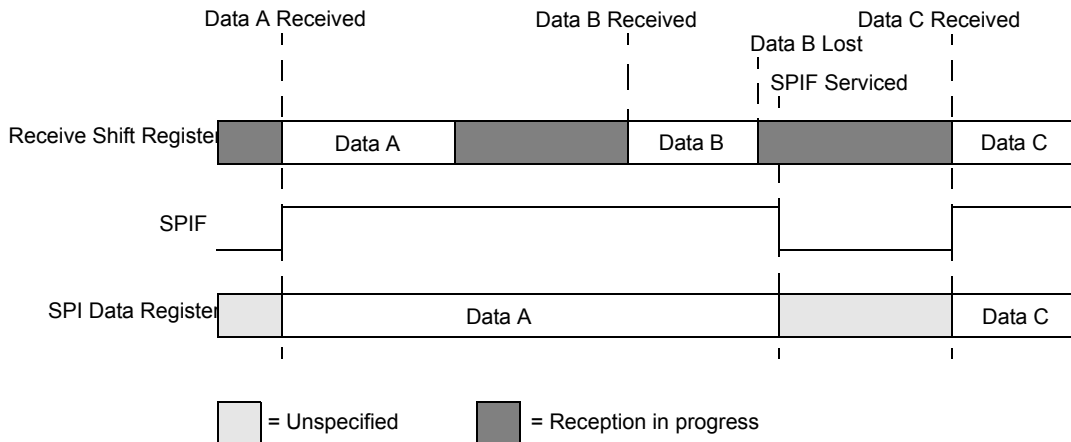 Data A Received
Data B Received
Data C Received
Data B Lost
SPIF Serviced
Receive Shift Register
Data A
Data B
Data C
SPIF
SPI Data Register
Data A
Data C
= Unspecified
= Reception in progress